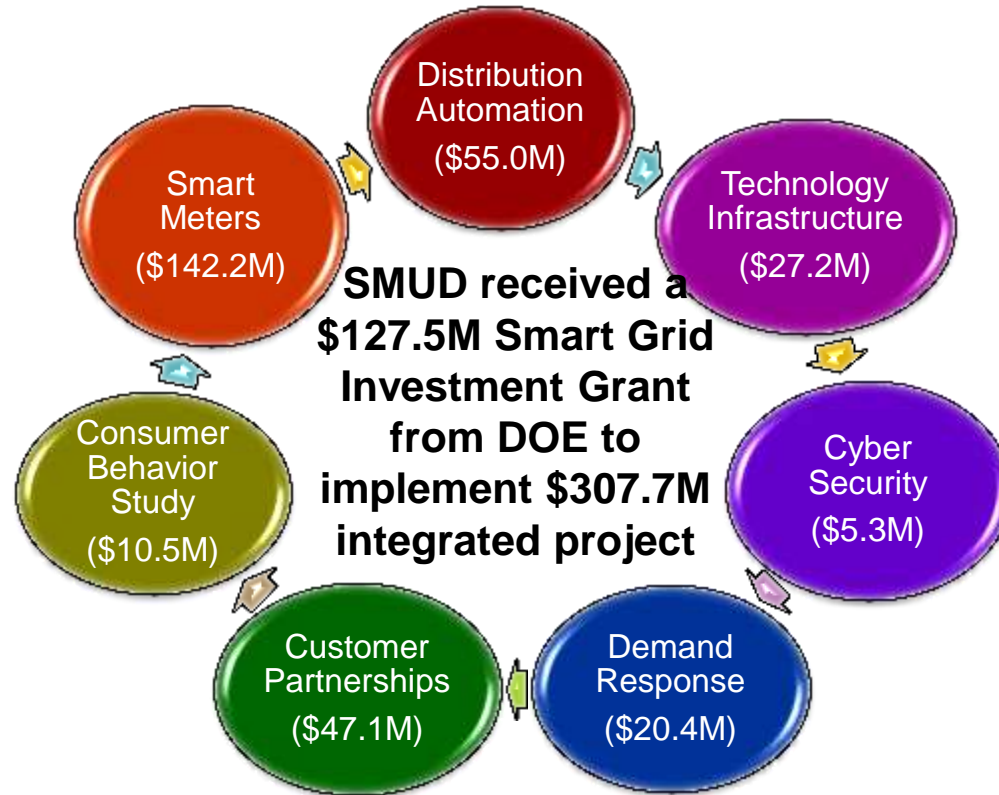 Distribution
Automation
($55.0M)
Technology
Infrastructure
($27.2M)
Cyber
Security
($5.3M)
Demand
Response
($20.4M)
Customer
Partnerships
($47.1M)
Consumer
Behavior
Study
($10.5M)
Smart
Meters
($142.2M)
SMUD received a
$127.5M Smart Grid
Investment Grant
from DOE to
implement $307.7M
integrated project